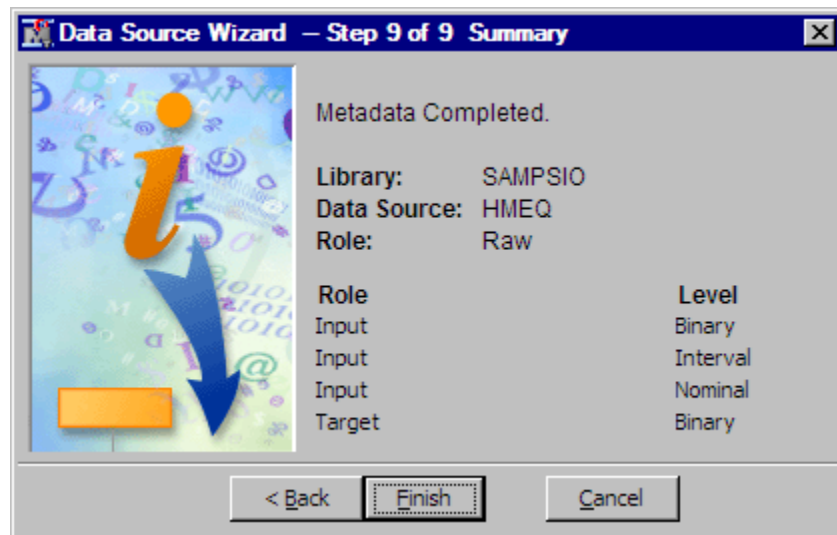 Data Source Wizard – Step 9 of 9 Summary
Metadata Completed.
Library: SAMPSIO
Data Source: HMEQ
Role: Raw
Role Level
Input Binary
Input Interval
Input Nominal
Target Binary
< Back Finish Cancel